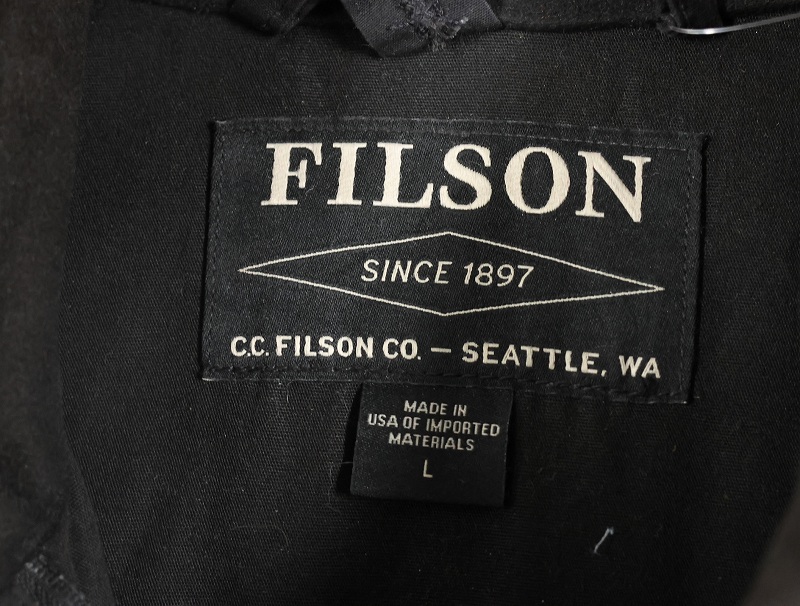 FILSON
SINCE 1897
C.C. FILSON CO. — SEATTLE, WA
MADE IN
USA OF IMPORTED
MATERIALS
L